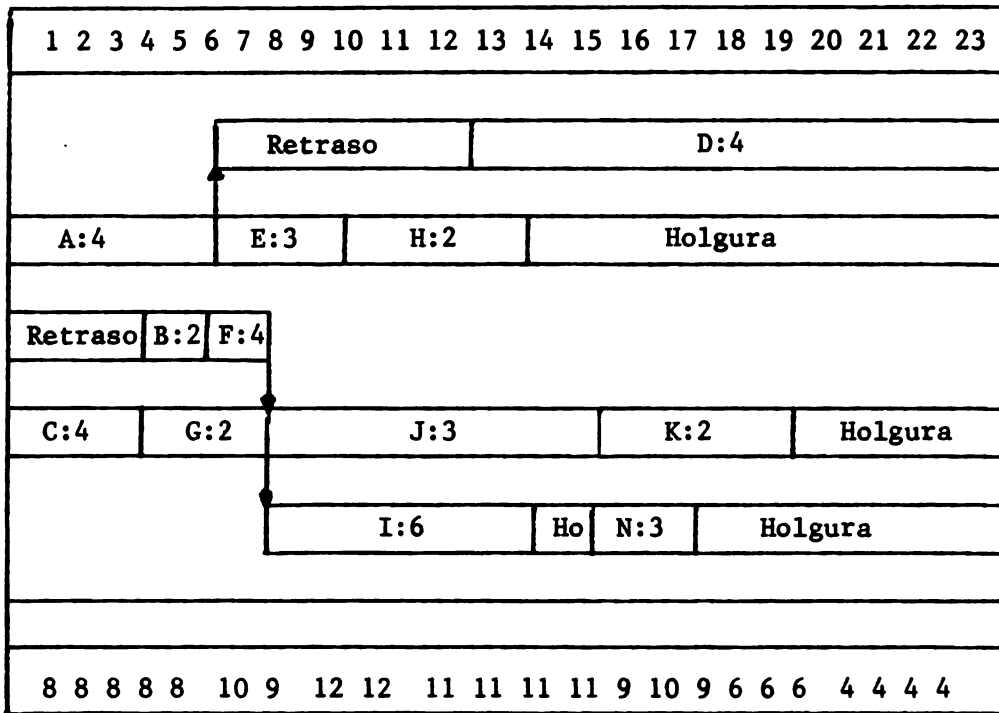 1 2 3 4 5 6 7 8 9 10 11 12 13 14 15 16 17 18 19 20 21 22 23
Retraso D:4
A:4 E:3 H:2 Holgura
Retraso B:2 F:4
C:4 G:2 J:3 K:2 Holgura
I:6 Ho N:3 Holgura
8 8 8 8 8 10 9 12 12 11 11 11 11 9 10 9 6 6 6 4 4 4 4